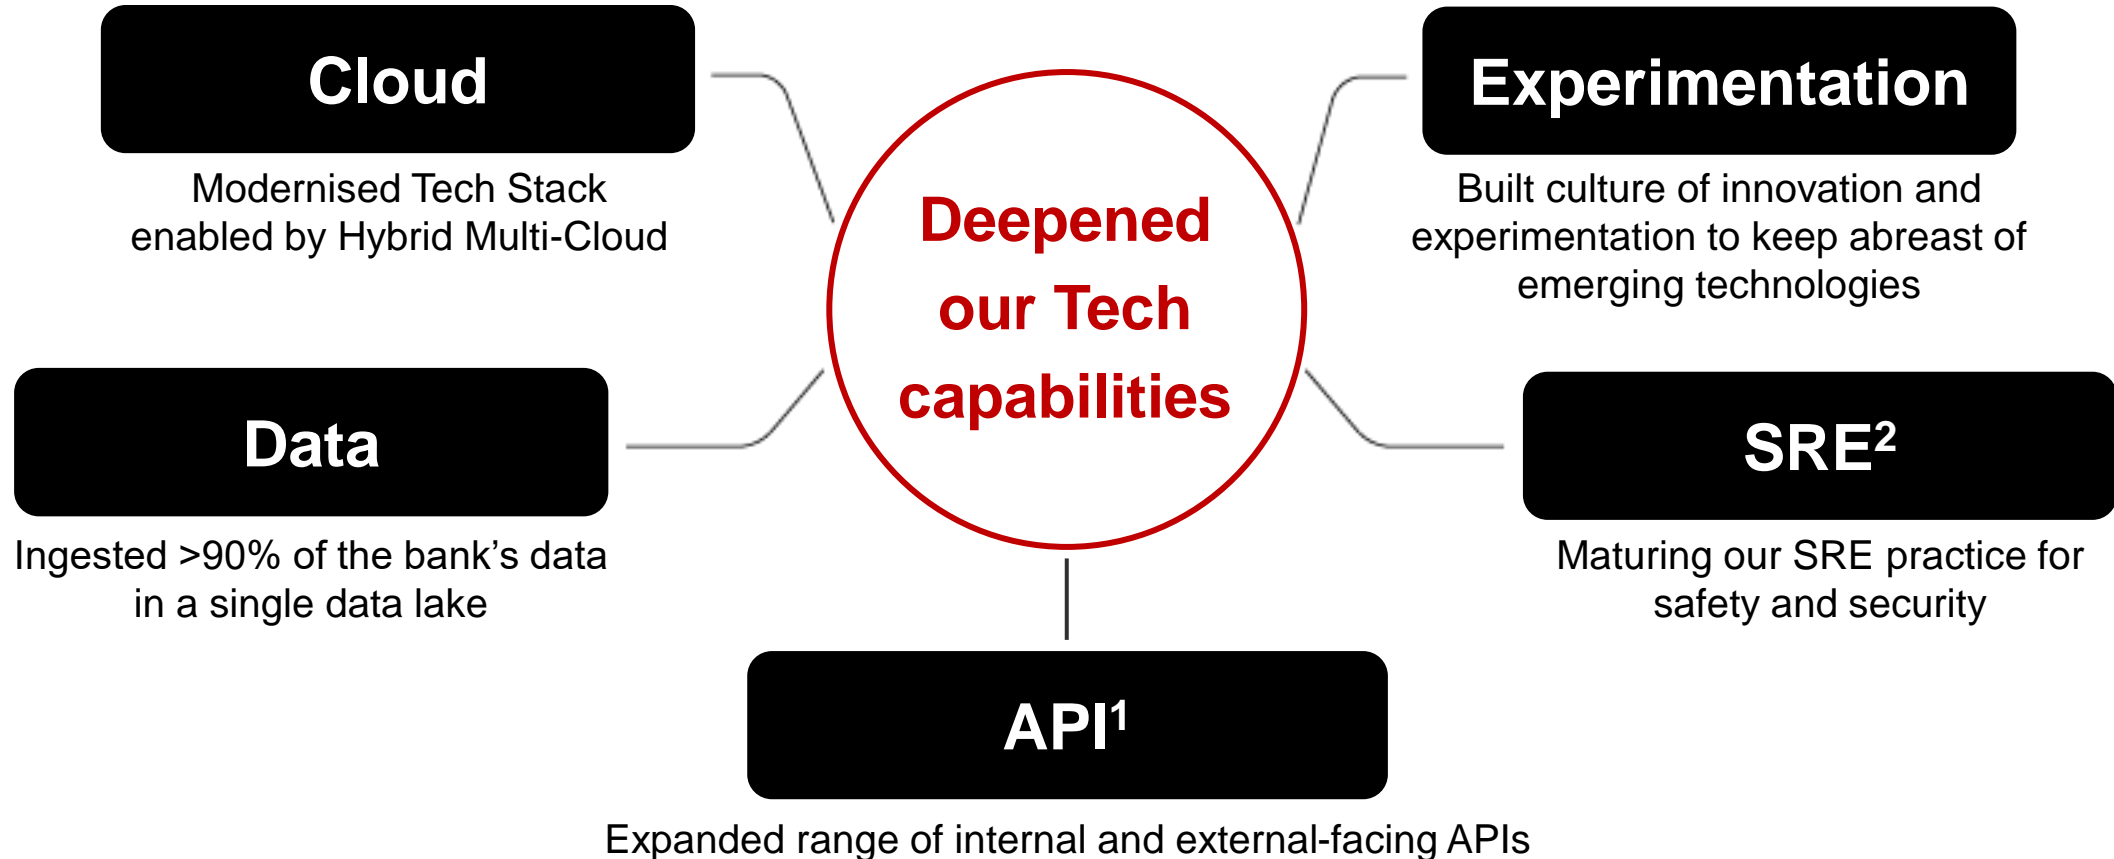 Cloud
Modernised Tech Stack
enabled by Hybrid Multi-Cloud
Experimentation
Built culture of innovation and
experimentation to keep abreast of
emerging technologies
Deepened
our Tech
capabilities
Data
Ingested >90% of the bank’s data
in a single data lake
SRE²
Maturing our SRE practice for
safety and security
API¹
Expanded range of internal and external-facing APIs